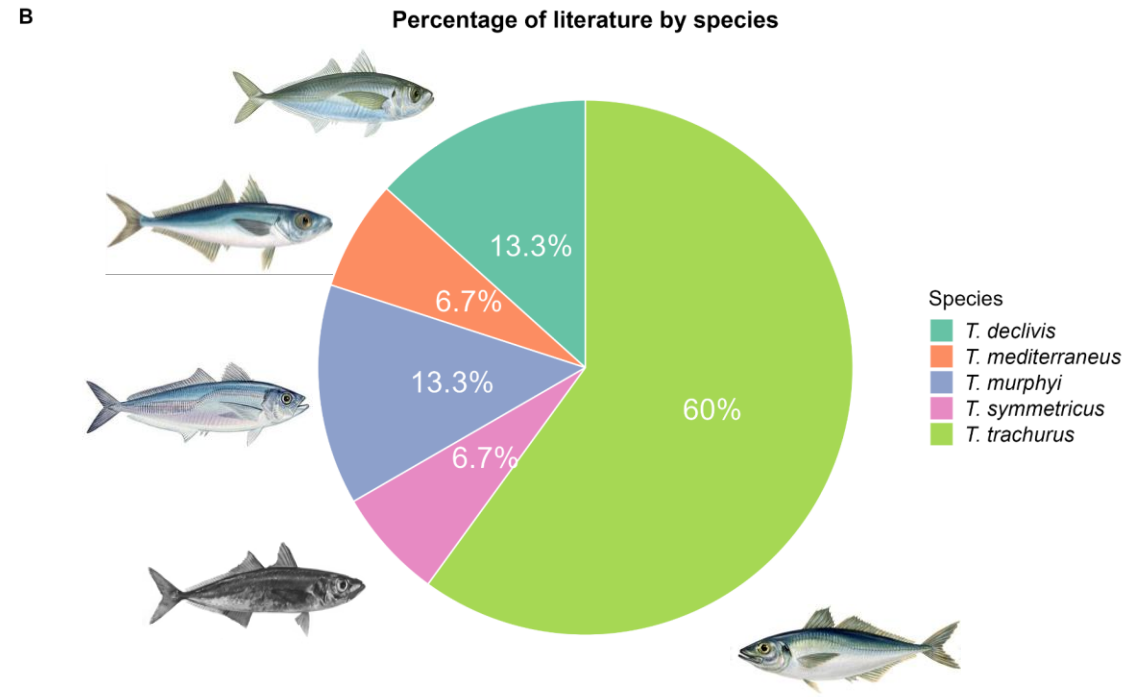 B
Percentage of literature by species
13.3%
6.7%
13.3%
6.7%
60%
Species
T. declivis
T. mediterraneus
T. murphyi
T. symmetricus
T. trachurus